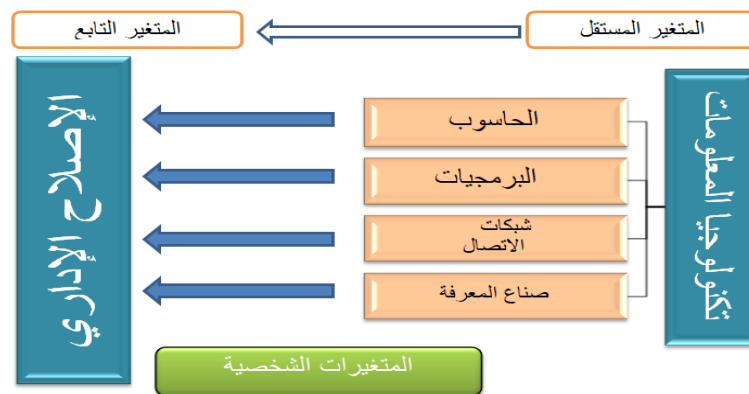 المتغير المستقل
المتغير التابع
تكنولوجيا المعلومات
الحاسوب
البرمجيات
شبكات
الاتصال
صناع المعرفة
الإصلاح الإداري
المتغيرات الشخصية